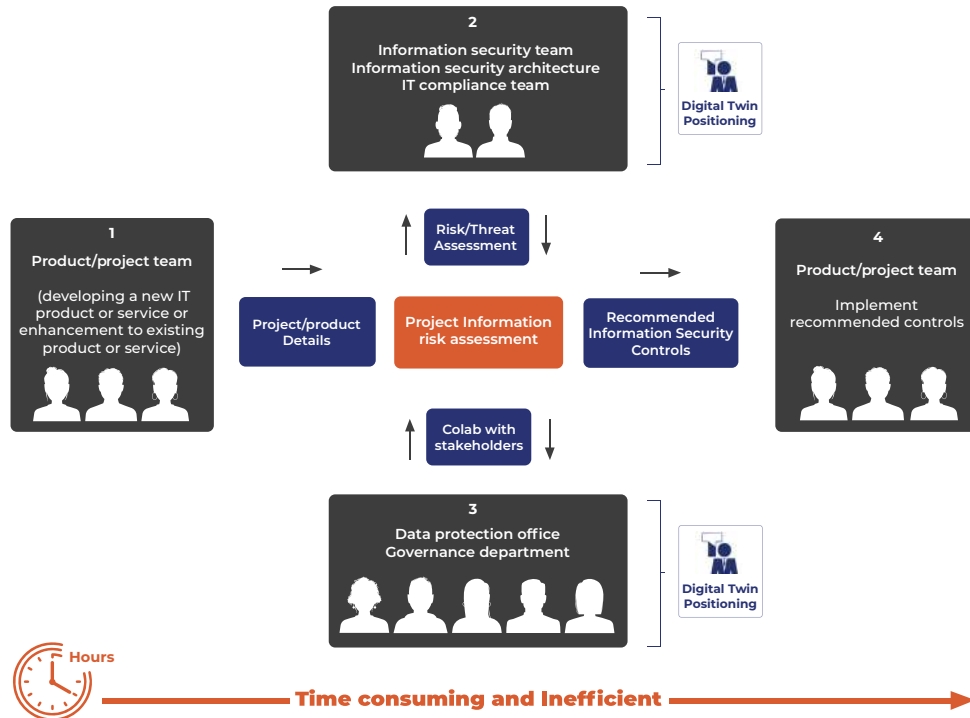 2
Information security team
Information security architecture
IT compliance team
Digital Twin
Positioning
1
Product/project team
(developing a new IT
product or service or
enhancement to existing
product or service)
Risk/Threat
Assessment
Project/product
Details
Project Information
risk assessment
Recommended
Information Security
Controls
4
Product/project team
Implement
recommended controls
Colab with
stakeholders
3
Data protection office
Governance department
Digital Twin
Positioning
Hours
Time consuming and Inefficient